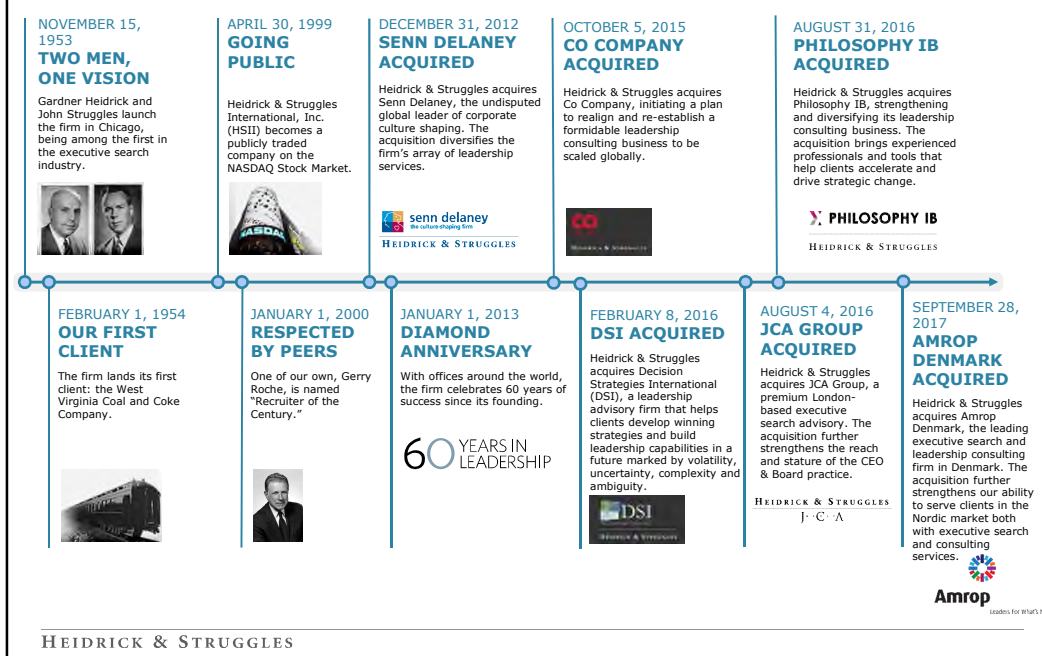 NOVEMBER 15,
1953
TWO MEN,
ONE VISION
Gardner Heidrick and
John Struggles launch
the firm in Chicago,
being among the first in
the executive search
industry.
APRIL 30, 1999
GOING
PUBLIC
Heidrick & Struggles
International, Inc.
(HSII) becomes a
publicly traded
company on the
NASDAQ Stock Market.
NASDAQ
DECEMBER 31, 2012
SENN DELANEY
ACQUIRED
Heidrick & Struggles acquires
Senn Delaney, the undisputed
global leader of corporate
culture shaping. The
acquisition diversifies the
firm's array of leadership
services.
senn delaney
the culture-shaping firm
HEIDRICK & STRUGGLES
OCTOBER 5, 2015
CO COMPANY
ACQUIRED
Heidrick & Struggles acquires
Co Company, initiating a plan
to realign and re-establish a
formidable leadership
consulting business to be
scaled globally.
CO
HEIDRICK & STRUGGLES
AUGUST 31, 2016
PHILOSOPHY IB
ACQUIRED
Heidrick & Struggles acquires
Philosophy IB, strengthening
and diversifying its leadership
consulting business. The
acquisition brings experienced
professionals and tools that
help clients accelerate and
drive strategic change.
PHILOSOPHY IB
HEIDRICK & STRUGGLES
FEBRUARY 1, 1954
OUR FIRST
CLIENT
The firm lands its first
client: the West
Virginia Coal and Coke
Company.
JANUARY 1, 2000
RESPECTED
BY PEERS
One of our own, Gerry
Roche, is named
"Recruiter of the
Century."
JANUARY 1, 2013
DIAMOND
ANNIVERSARY
With offices around the world,
the firm celebrates 60 years of
success since its founding.
60 YEARS IN
LEADERSHIP
FEBRUARY 8, 2016
DSI ACQUIRED
Heidrick & Struggles
acquires Decision
Strategies International
(DSI), a leadership
advisory firm that helps
clients develop winning
strategies and build
leadership capabilities in a
future marked by volatility,
uncertainty, complexity and
ambiguity.
DSI
HEIDRICK & STRUGGLES
AUGUST 4, 2016
JCA GROUP
ACQUIRED
Heidrick & Struggles
acquires JCA Group, a
premium London-
based executive
search advisory. The
acquisition further
strengthens the reach
and stature of the CEO
& Board practice.
HEIDRICK & STRUGGLES
J·C·A
SEPTEMBER 28,
2017
AMROP
DENMARK
ACQUIRED
Heidrick & Struggles
acquires Amrop
Denmark, the leading
executive search and
leadership consulting
firm in Denmark. The
acquisition further
strengthens our ability
to serve clients in the
Nordic market both
with executive search
and consulting
services.
Amrop
Leaders For What's
HEIDRICK & STRUGGLES